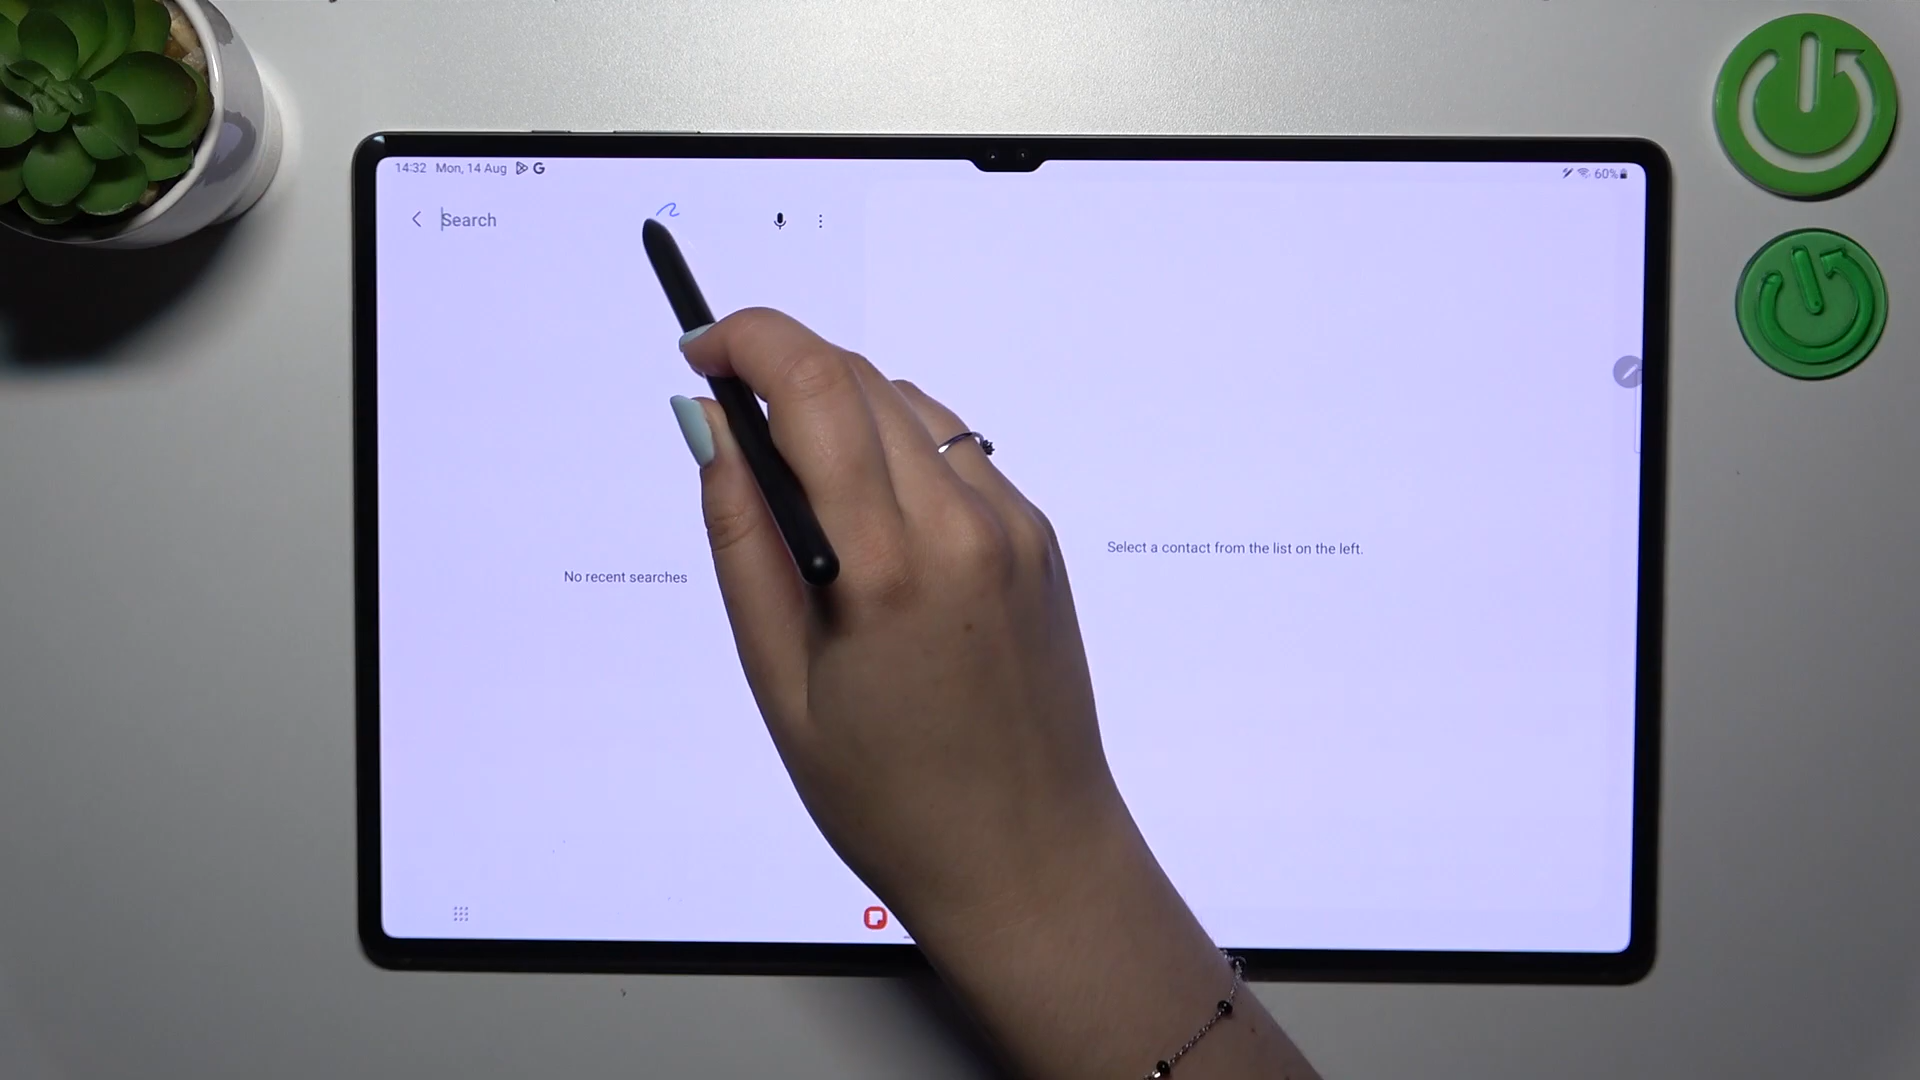 14:32 Mon, 14 Aug G 60%
Search
Select a contact from the list on the left.
No recent searches